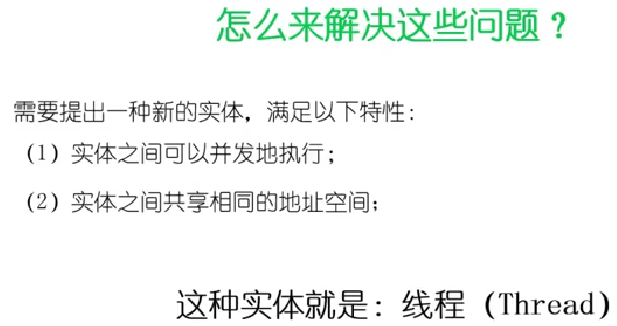 怎么来解决这些问题？
需要提出一种新的实体，满足以下特性：
（1）实体之间可以并发地执行；
（2）实体之间共享相同的地址空间；
这种实体就是：线程（Thread）